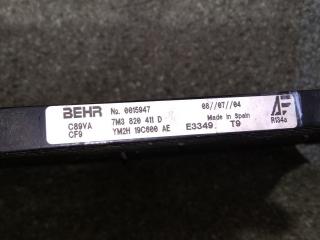 BEHR No. 0015947 08//07//04
C89VA 7M3 820 411 D Made in Spain
CF9 YM2H 19C600 AE E3349 T9 R134a